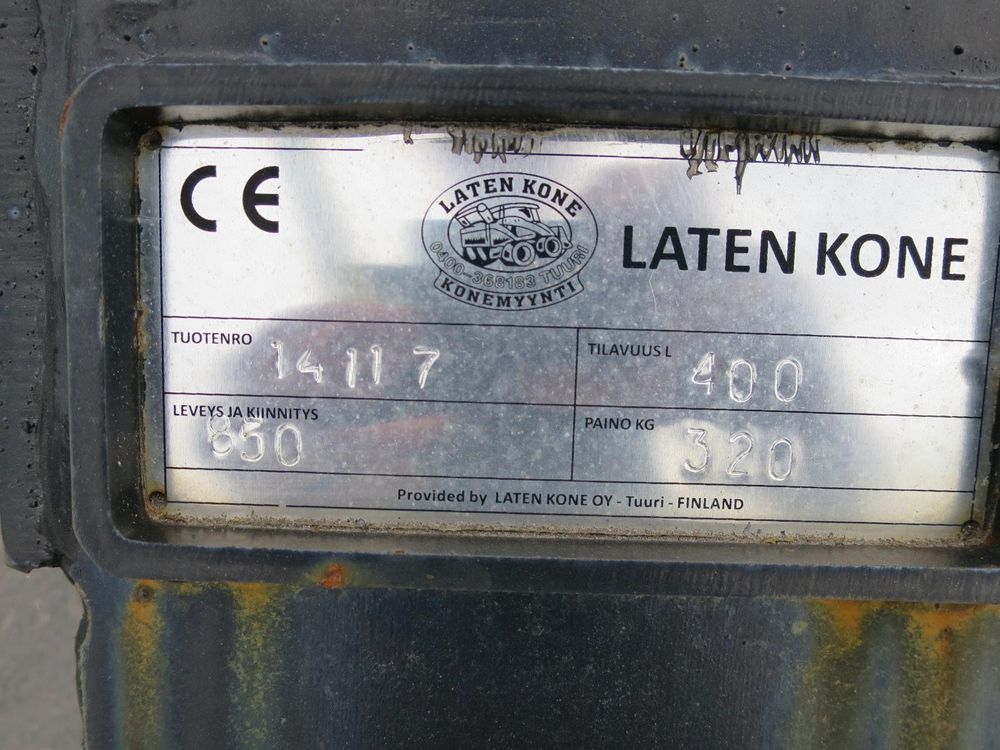 CE
LATEN KONE
0400-368183 TUURI
KONEMYYNTI
LATEN KONE
TUOTENRO 14117
TILAVUUS L 400
LEVEYS JA KIINNITYS 850
PAINO KG 320
Provided by LATEN KONE OY - Tuuri - FINLAND